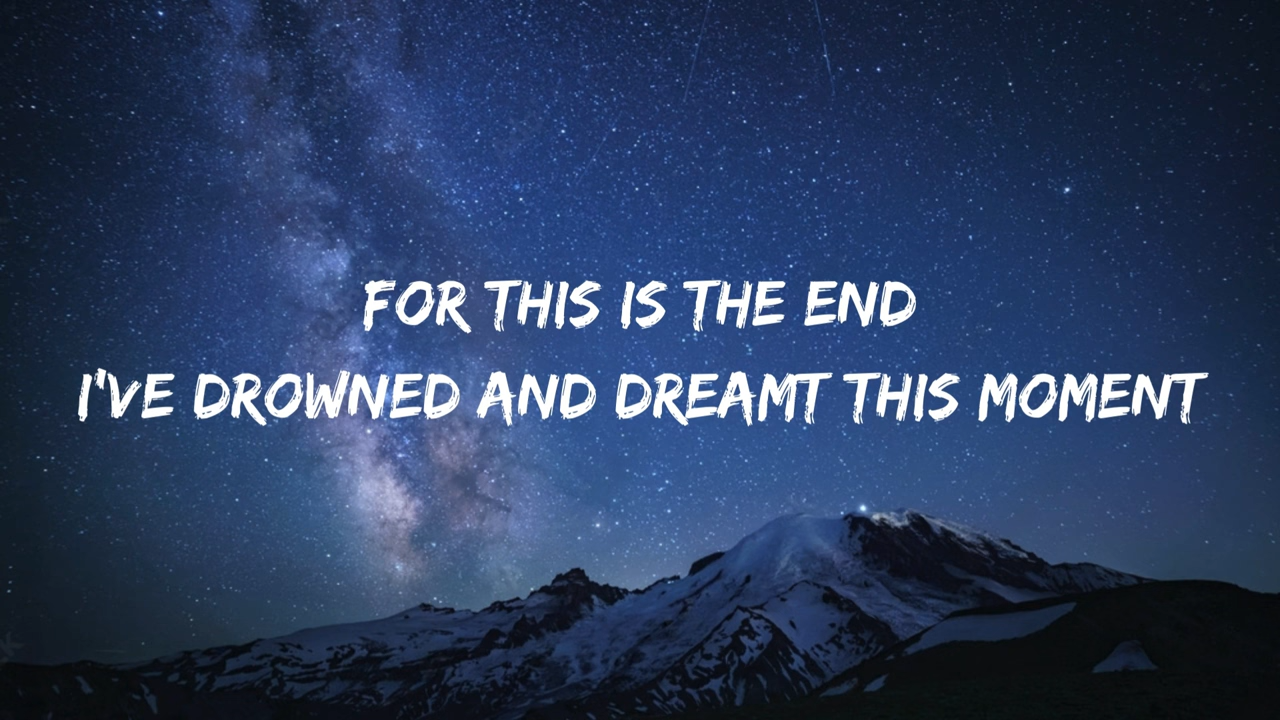 FOR THIS IS THE END
I'VE DROWNED AND DREAMT THIS MOMENT